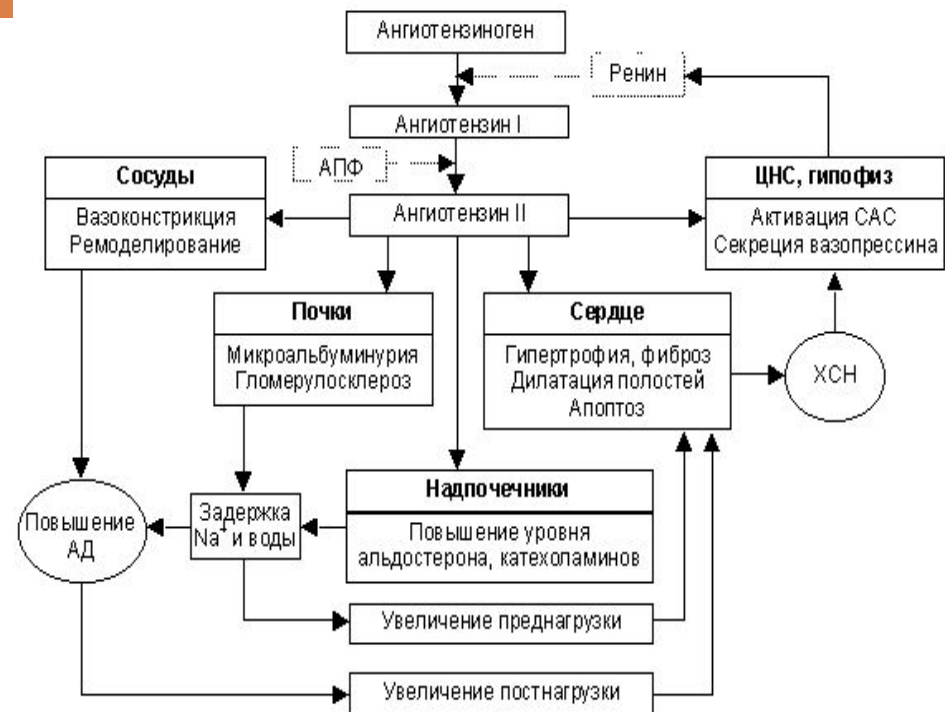 Ангиотензиноген
Ренин
Ангиотензин I
АПФ
Сосуды
Вазоконстрикция
Ремоделирование
Ангиотензин II
ЦНС, гипофиз
Активация САС
Секреция вазопрессина
Почки
Микроальбуминурия
Гломерулосклероз
Сердце
Гипертрофия, фиброз
Дилатация полостей
Апоптоз
ХСН
Повышение
АД
Задержка
Na⁺ и воды
Надпочечники
Повышение уровня
альдостерона, катехоламинов
Увеличение преднагрузки
Увеличение постнагрузки